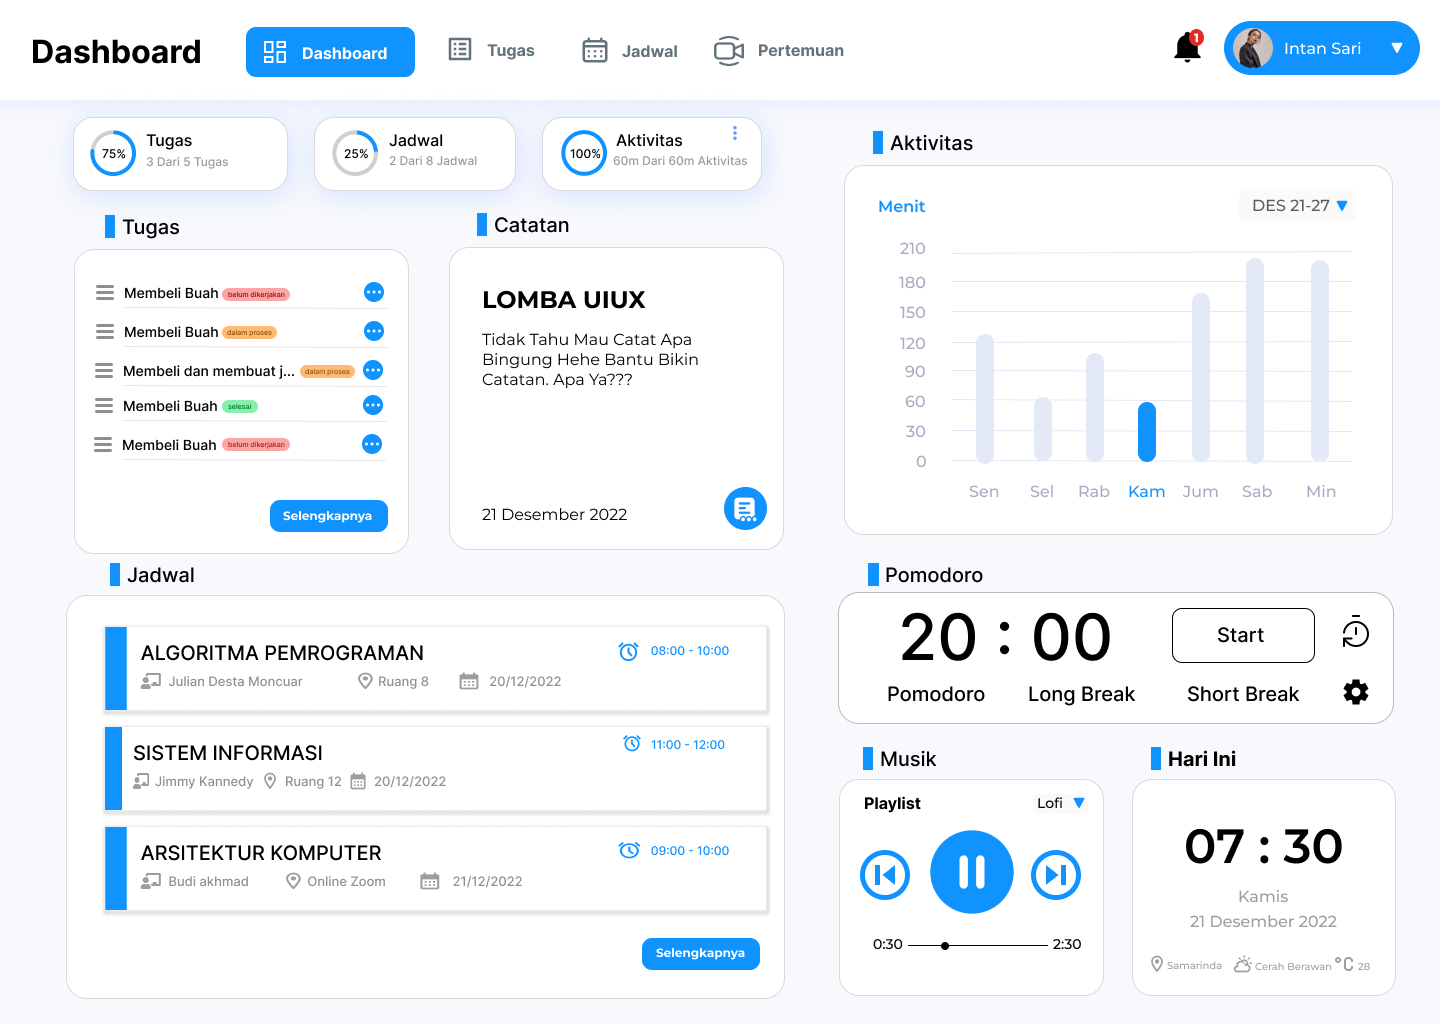 Dashboard
Dashboard
Tugas
Jadwal
Pertemuan
1
Intan Sari
75%
Tugas
3 Dari 5 Tugas
25%
Jadwal
2 Dari 8 Jadwal
100%
Aktivitas
60m Dari 60m Aktivitas
Tugas
Membeli Buah belum dikerjakan
Membeli Buah dalam proses
Membeli dan membuat j... dalam proses
Membeli Buah selesai
Membeli Buah belum dikerjakan
Selengkapnya
Catatan
LOMBA UIUX
Tidak Tahu Mau Catat Apa
Bingung Hehe Bantu Bikin
Catatan. Apa Ya???
21 Desember 2022
Aktivitas
Menit
DES 21-27
210
180
150
120
90
60
30
0
Sen Sel Rab Kam Jum Sab Min
Jadwal
ALGORITMA PEMROGRAMAN
08:00 - 10:00
Julian Desta Moncuar Ruang 8 20/12/2022
SISTEM INFORMASI
11:00 - 12:00
Jimmy Kannedy Ruang 12 20/12/2022
ARSITEKTUR KOMPUTER
09:00 - 10:00
Budi akhmad Online Zoom 21/12/2022
Selengkapnya
Pomodoro
20 : 00
Start
Pomodoro Long Break Short Break
Musik
Playlist
Lofi
0:30 2:30
Hari Ini
07 : 30
Kamis
21 Desember 2022
Samarinda Cerah Berawan °C 28